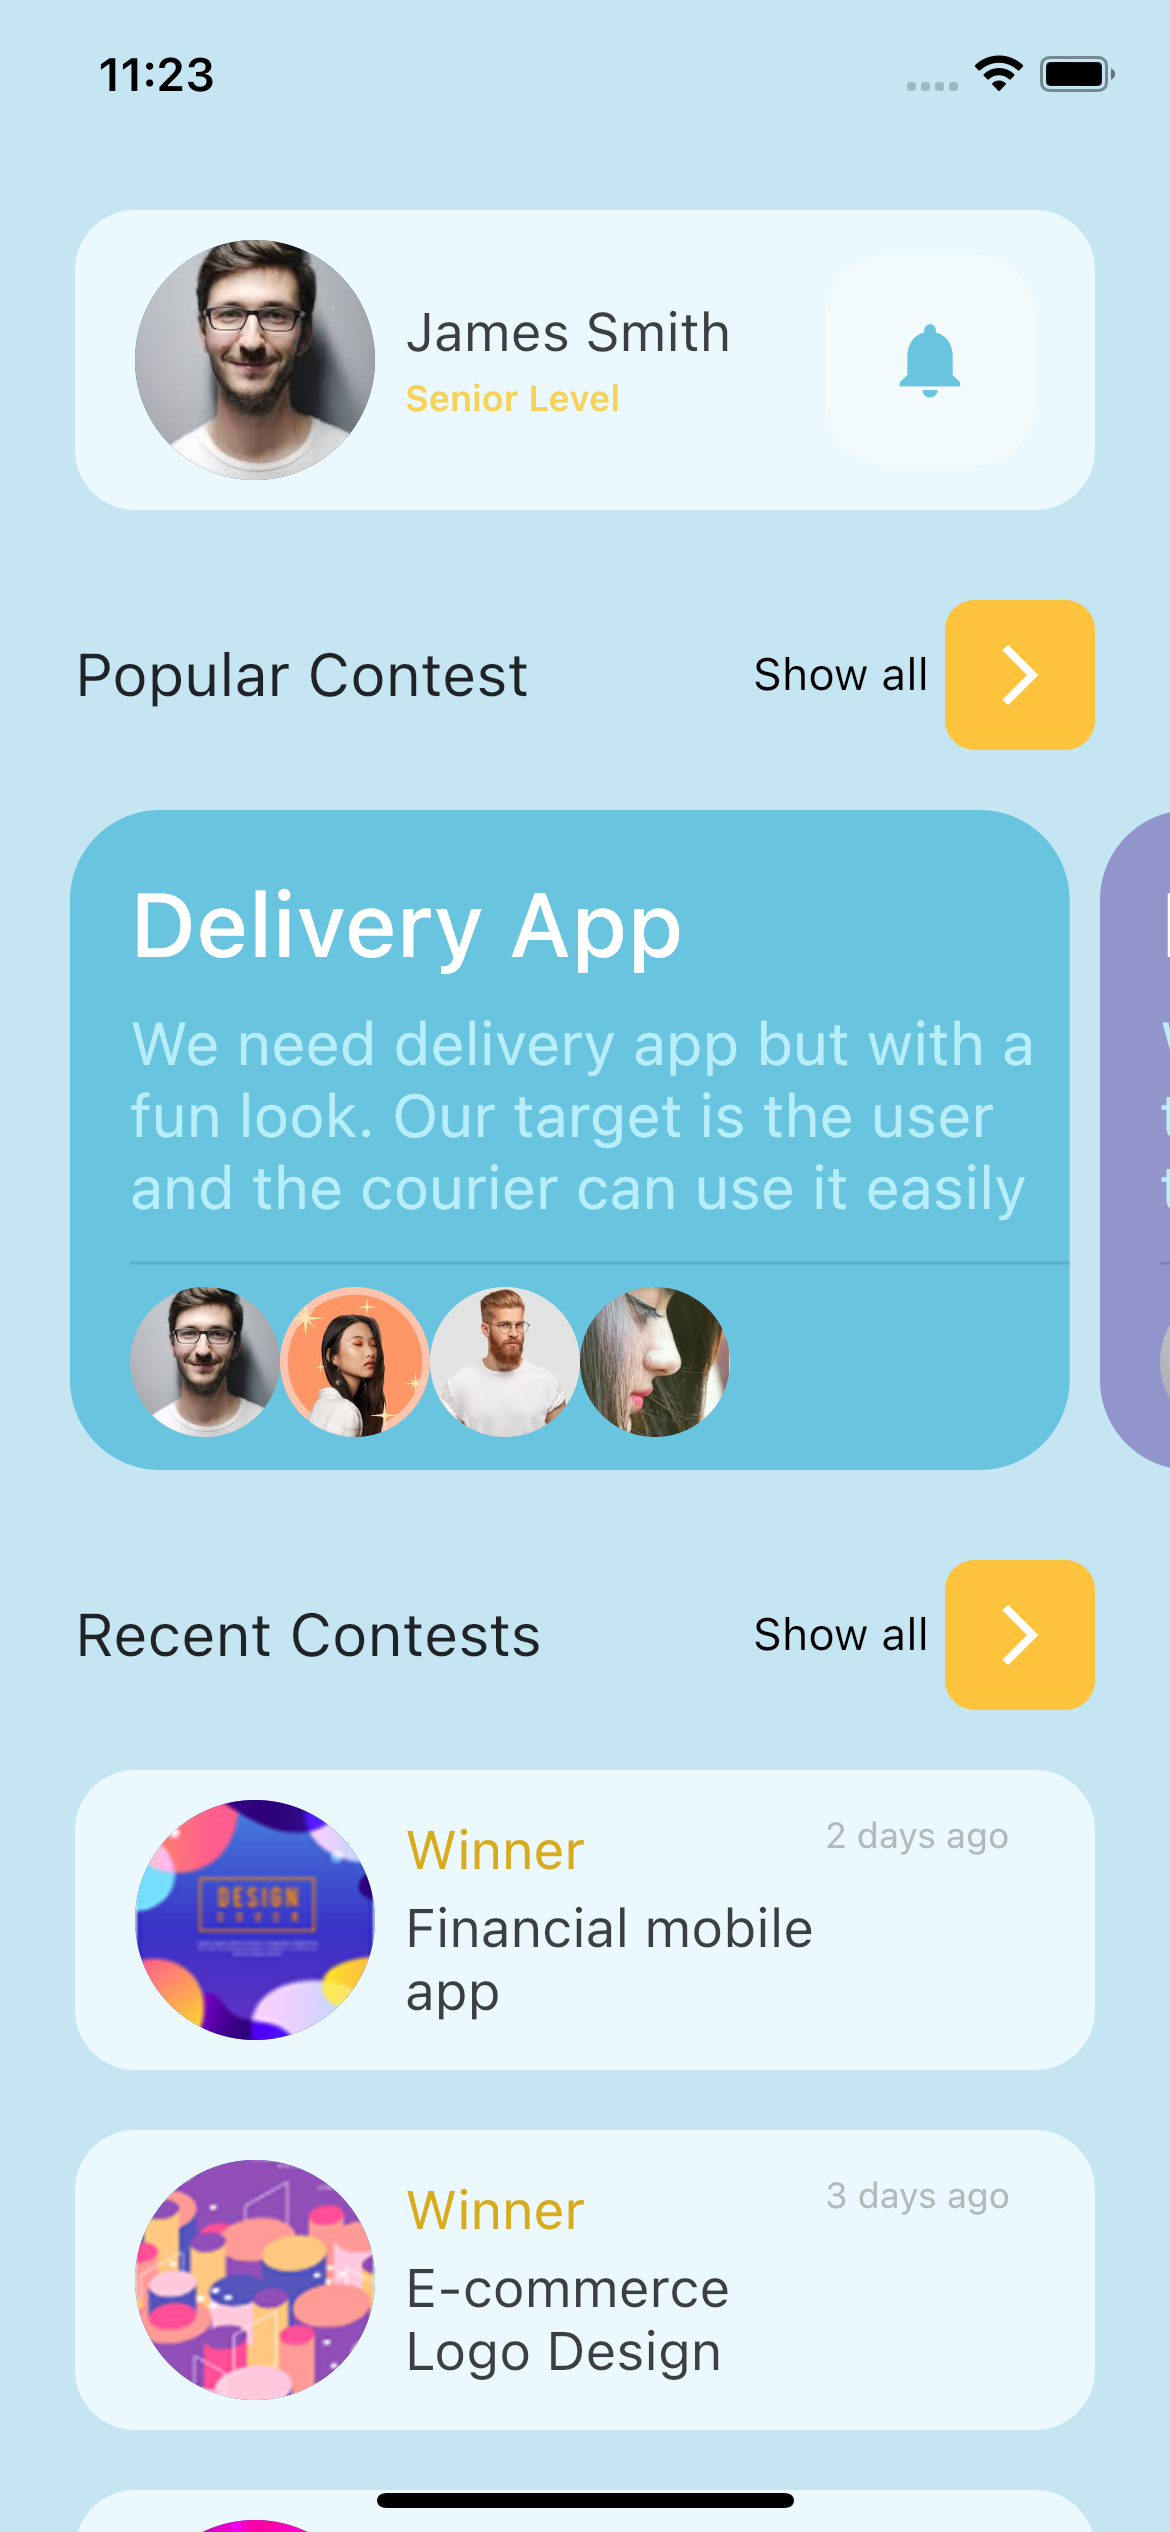 11:23
James Smith
Senior Level
Popular Contest
Show all
Delivery App
We need delivery app but with a
fun look. Our target is the user
and the courier can use it easily
Recent Contests
Show all
DESIGN
COVER
Winner
2 days ago
Financial mobile
app
Winner
3 days ago
E-commerce
Logo Design